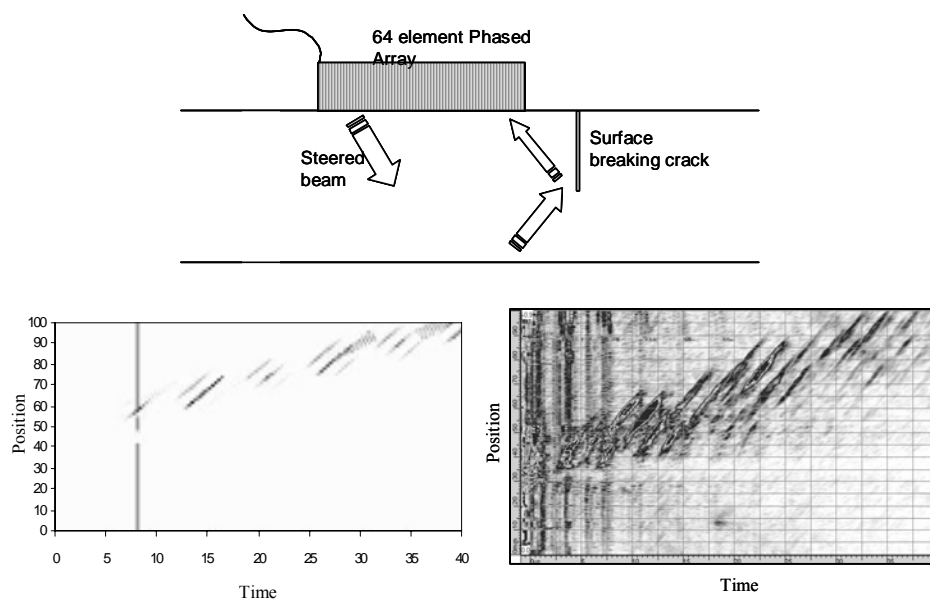 64 element Phased
Array
Steered
beam
Surface
breaking crack
Position
100
90
80
70
60
50
40
30
20
10
0
0 5 10 15 20 25 30 35 40
Time
Position
Time